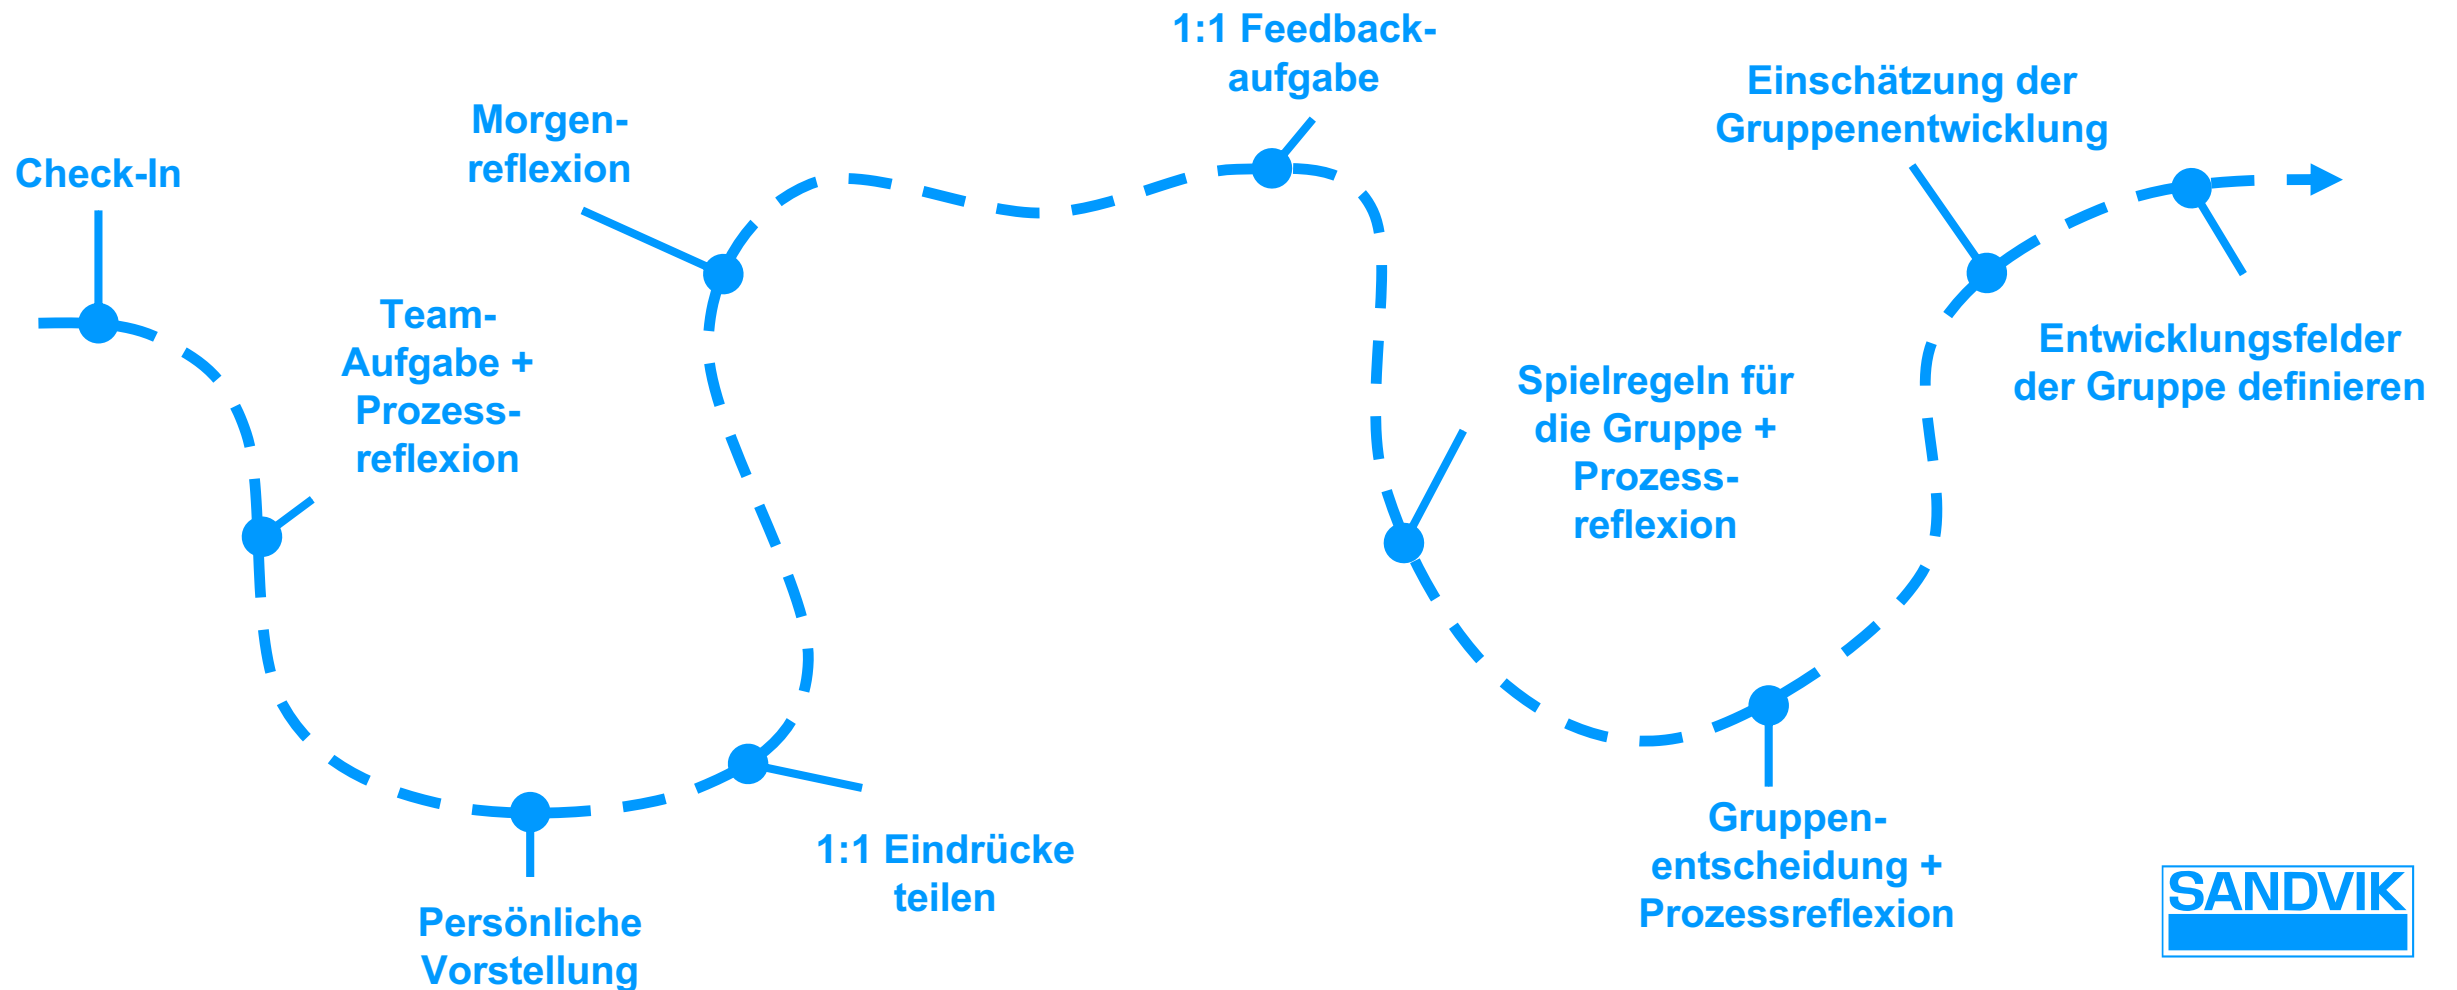 Check-In
Team-
Aufgabe +
Prozess-
reflexion
Persönliche
Vorstellung
1:1 Eindrücke
teilen
Morgen-
reflexion
1:1 Feedback-
aufgabe
Spielregeln für
die Gruppe +
Prozess-
reflexion
Gruppen-
entscheidung +
Prozessreflexion
Einschätzung der
Gruppenentwicklung
Entwicklungsfelder
der Gruppe definieren
SANDVIK